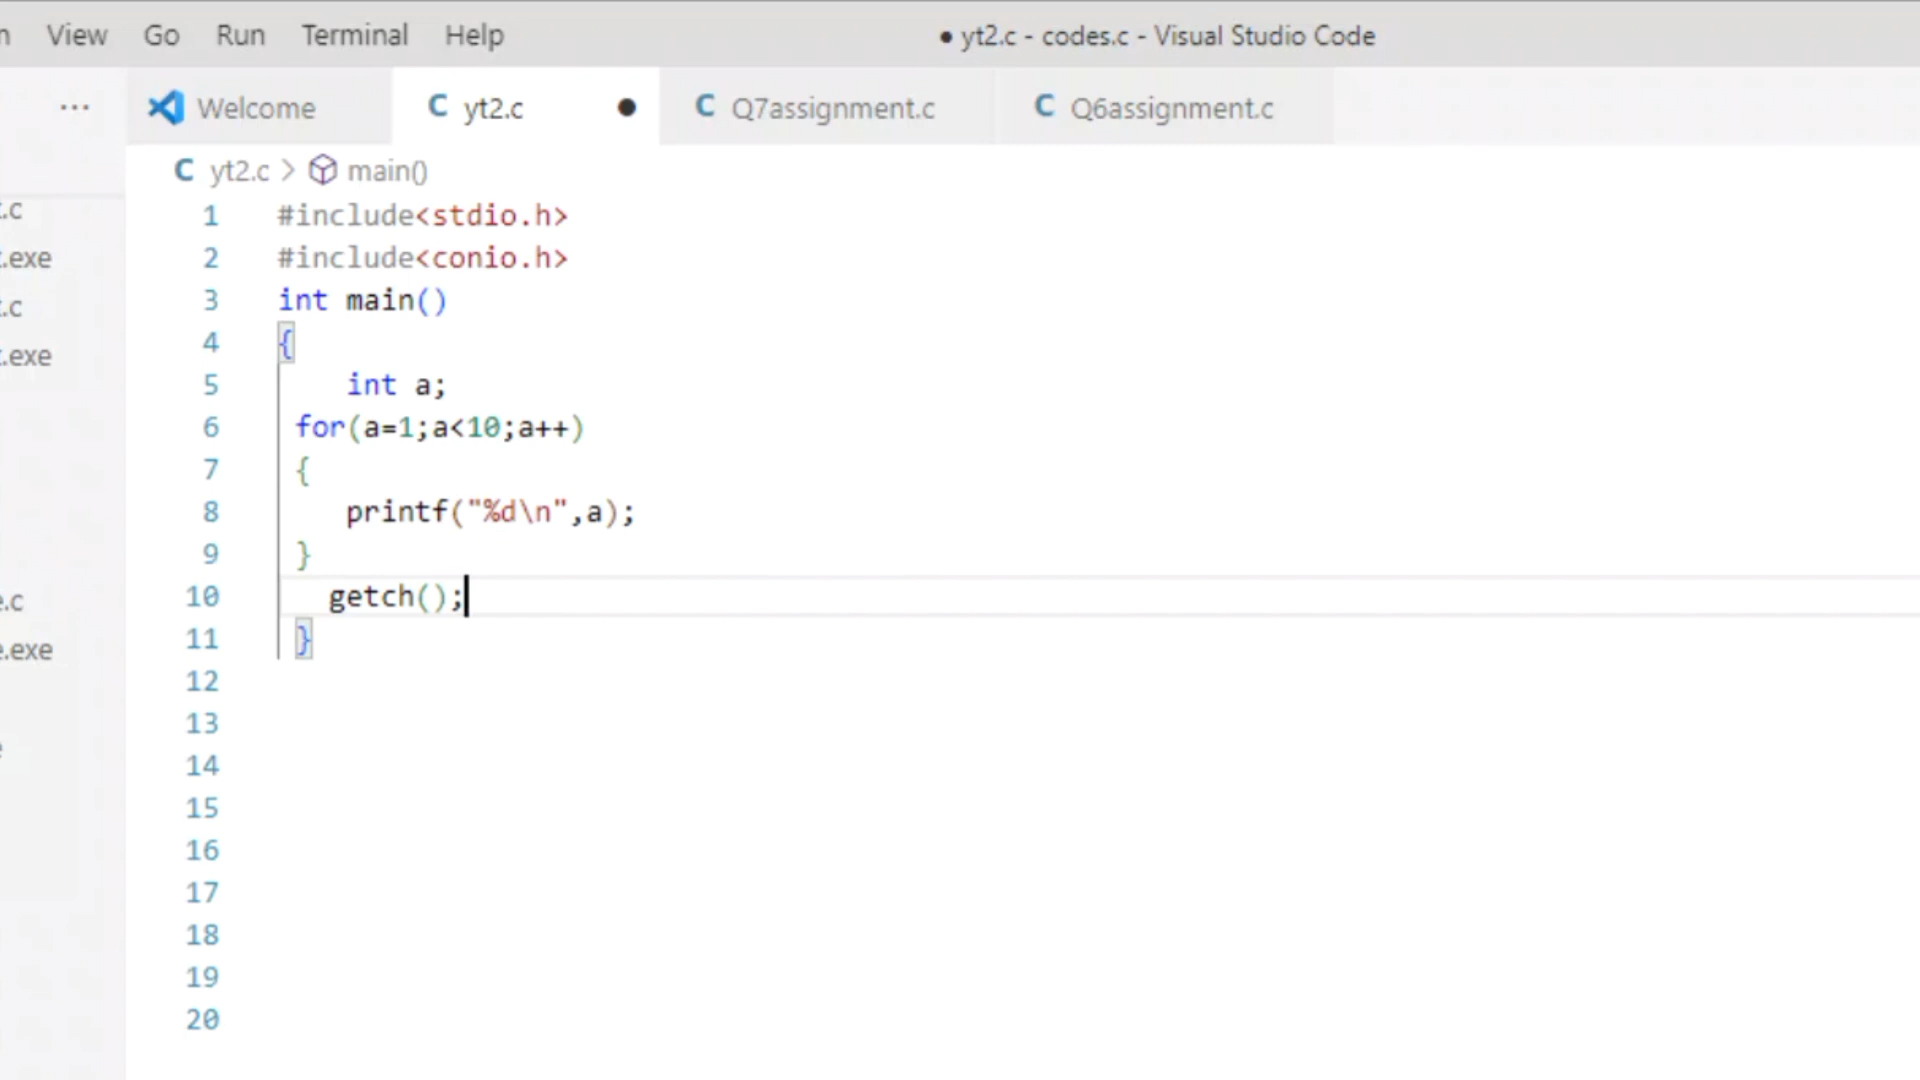 View Go Run Terminal Help ● yt2.c - codes.c - Visual Studio Code
... Welcome C yt2.c ● C Q7assignment.c C Q6assignment.c
C yt2.c > main()
.c
.exe
.c
.exe
.c
.exe
1 #include<stdio.h>
2 #include<conio.h>
3 int main()
4 {
5 int a;
6 for(a=1;a<10;a++)
7 {
8 printf("%d\n",a);
9 }
10 getch();
11 }
12
13
14
15
16
17
18
19
20